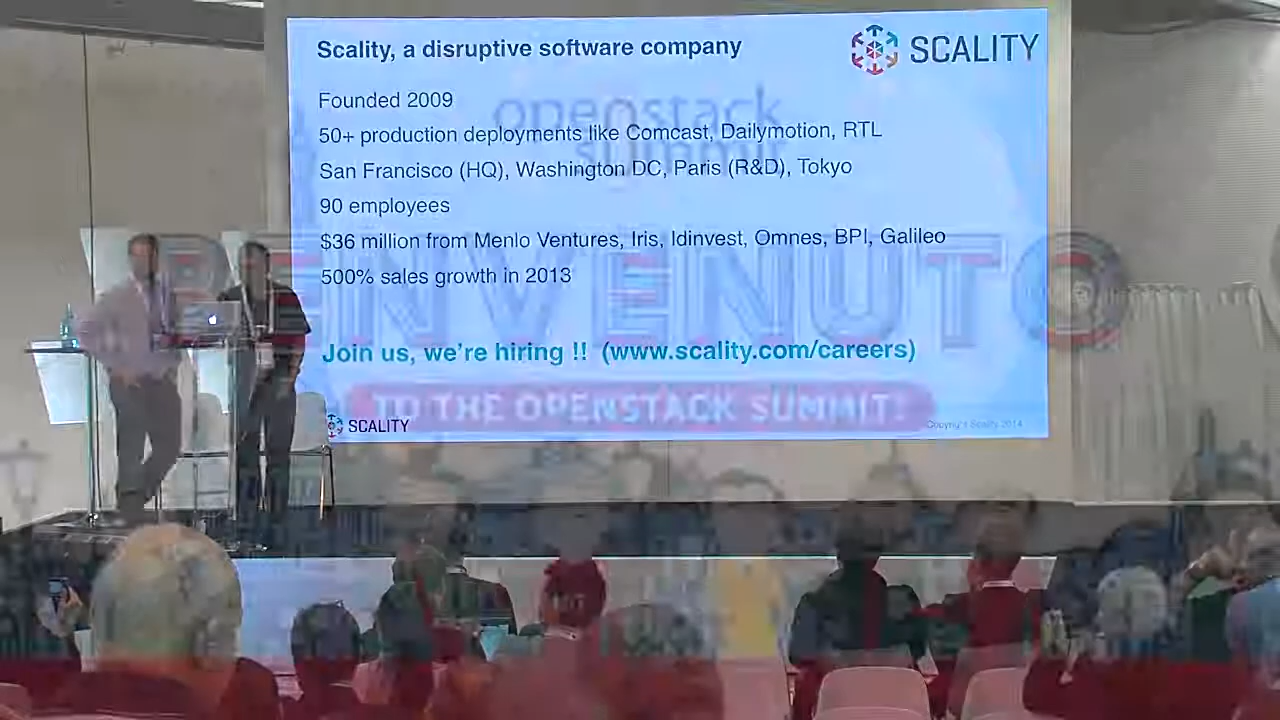 Scality, a disruptive software company
SCALITY
Founded 2009
openstack
summit
50+ production deployments like Comcast, Dailymotion, RTL
San Francisco (HQ), Washington DC, Paris (R&D), Tokyo
90 employees
$36 million from Menlo Ventures, Iris, Idinvest, Omnes, BPI, Galileo
BENVENUTO
500% sales growth in 2013
Join us, we're hiring !! (www.scality.com/careers)
TO THE OPENSTACK SUMMIT!
SCALITY
Copyright Scality 2014